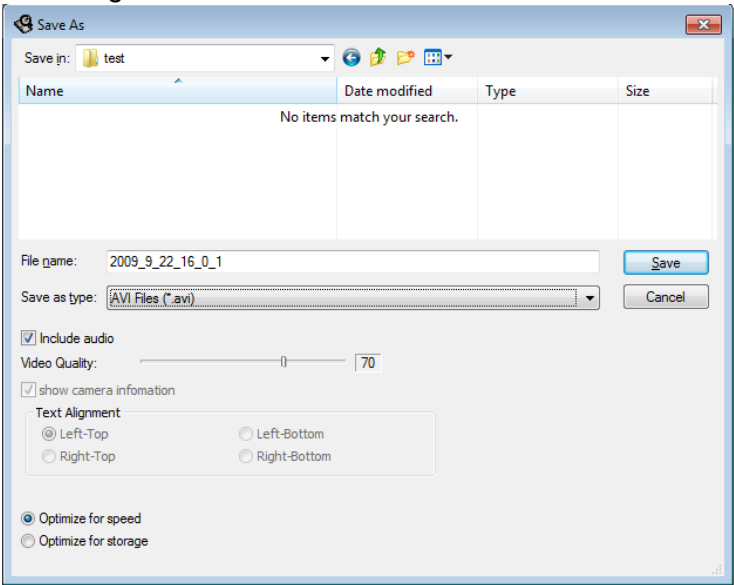 Save As
Save in: test
Name Date modified Type Size
No items match your search.
File name: 2009_9_22_16_0_1 Save
Save as type: AVI Files (*.avi) Cancel
Include audio
Video Quality: 70
show camera infomation
Text Alignment
Left-Top Left-Bottom
Right-Top Right-Bottom
Optimize for speed
Optimize for storage